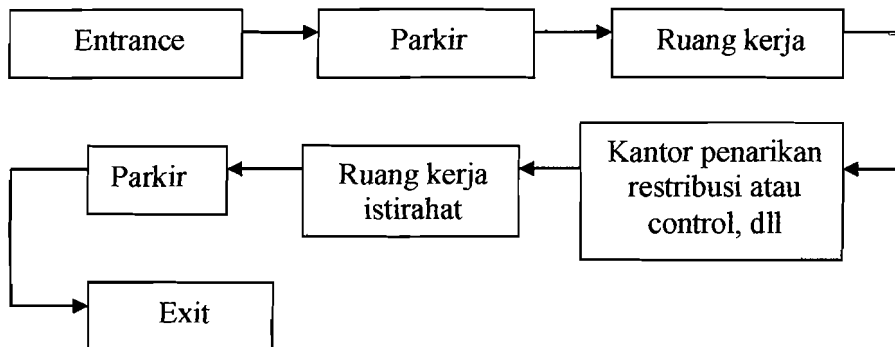 Entrance
Parkir
Ruang kerja
Kantor penarikan
restribusi atau
control, dll
Ruang kerja
istirahat
Parkir
Exit